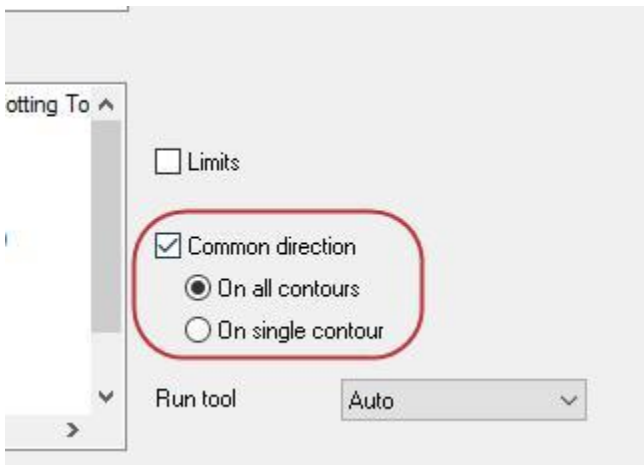 otting To
Limits
Common direction
On all contours
On single contour
Run tool
Auto